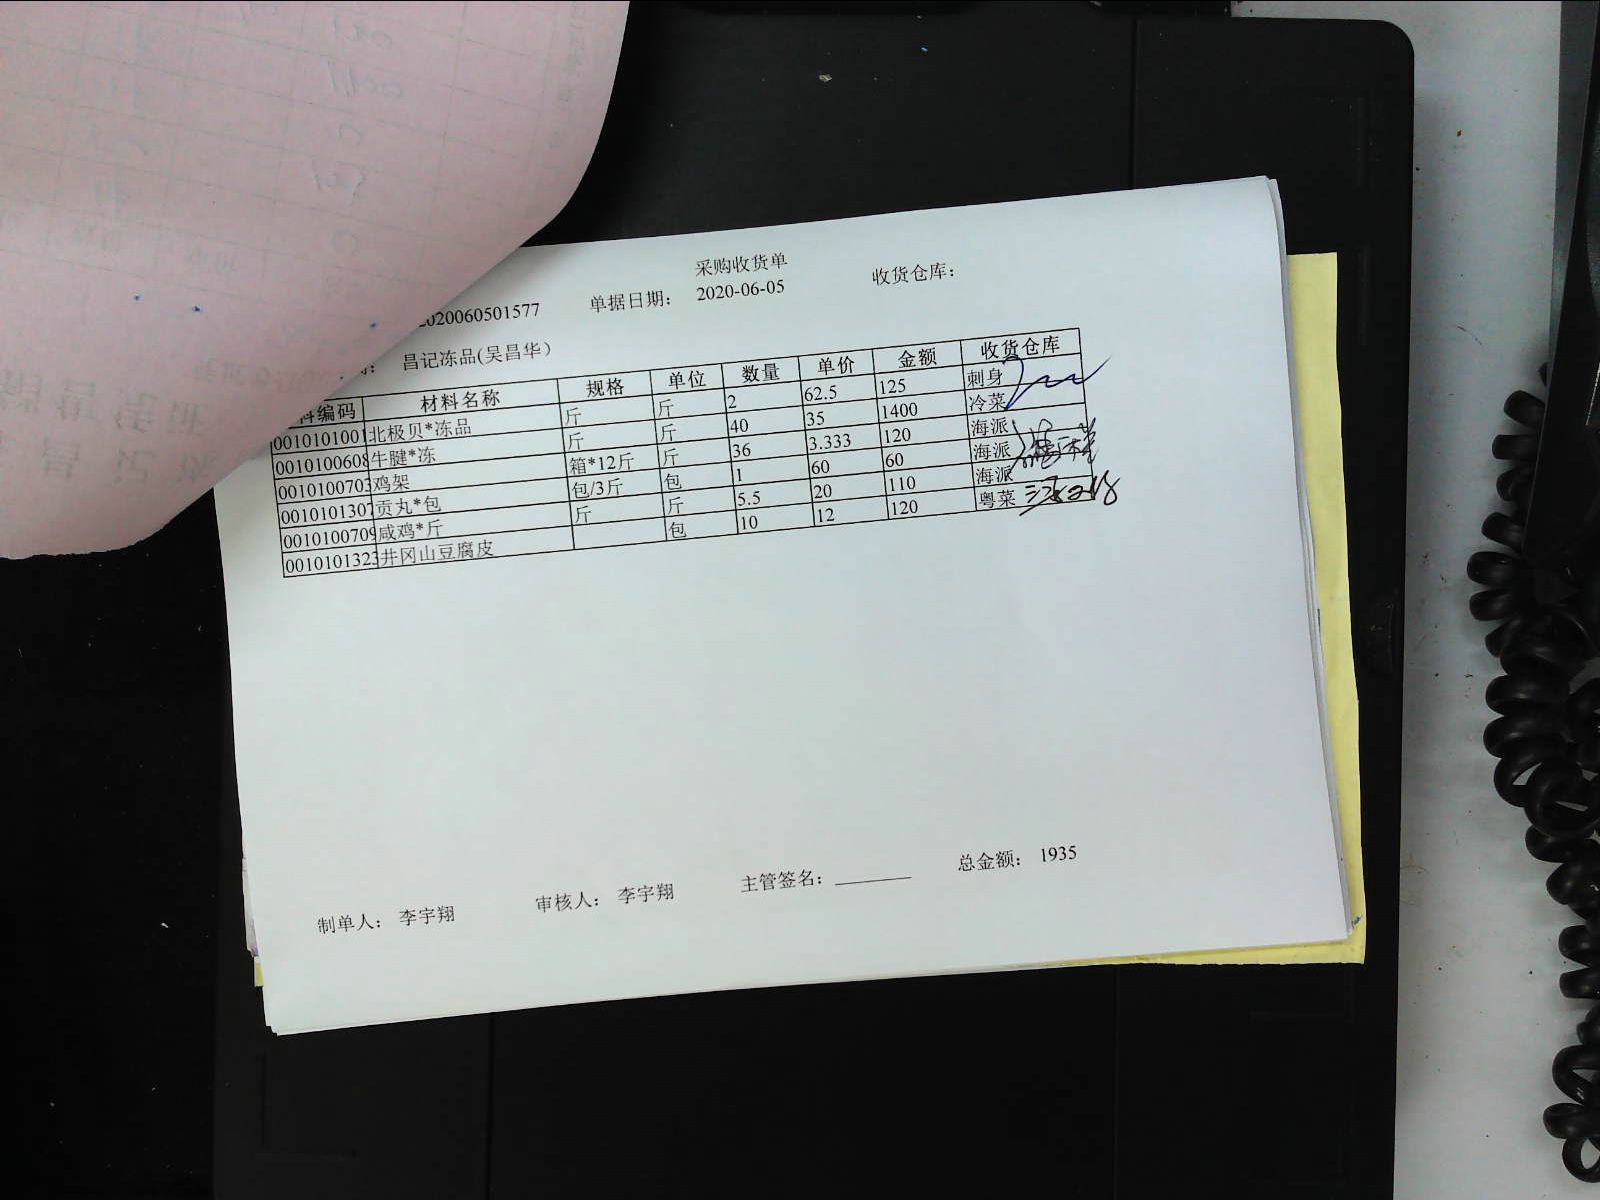 采购收货单
2020060501577 单据日期: 2020-06-05 收货仓库:
昌记冻品(吴昌华)
料编码 材料名称 规格 单位 数量 单价 金额 收货仓库
0010101001 北极贝*冻品 斤 斤 2 62.5 125 刺身
0010100608 牛腱*冻 斤 斤 40 35 1400 冷菜
0010100703 鸡架 箱*12斤 斤 36 3.333 120 海派
0010101307 贡丸*包 包/3斤 包 1 60 60 海派
0010100709 咸鸡*斤 斤 斤 5.5 20 110 海派
0010101323 井冈山豆腐皮 包 10 12 120 粤菜
制单人: 李宇翔 审核人: 李宇翔 主管签名: 总金额: 1935